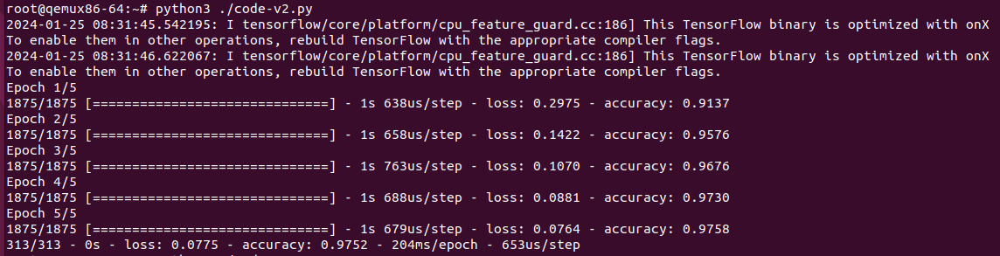 root@qemux86-64:~# python3 ./code-v2.py
2024-01-25 08:31:45.542195: I tensorflow/core/platform/cpu_feature_guard.cc:186] This TensorFlow binary is optimized with onX
To enable them in other operations, rebuild TensorFlow with the appropriate compiler flags.
2024-01-25 08:31:46.622067: I tensorflow/core/platform/cpu_feature_guard.cc:186] This TensorFlow binary is optimized with onX
To enable them in other operations, rebuild TensorFlow with the appropriate compiler flags.
Epoch 1/5
1875/1875 [==============================] - 1s 638us/step - loss: 0.2975 - accuracy: 0.9137
Epoch 2/5
1875/1875 [==============================] - 1s 658us/step - loss: 0.1422 - accuracy: 0.9576
Epoch 3/5
1875/1875 [==============================] - 1s 763us/step - loss: 0.1070 - accuracy: 0.9676
Epoch 4/5
1875/1875 [==============================] - 1s 688us/step - loss: 0.0881 - accuracy: 0.9730
Epoch 5/5
1875/1875 [==============================] - 1s 679us/step - loss: 0.0764 - accuracy: 0.9758
313/313 - 0s - loss: 0.0775 - accuracy: 0.9752 - 204ms/epoch - 653us/step